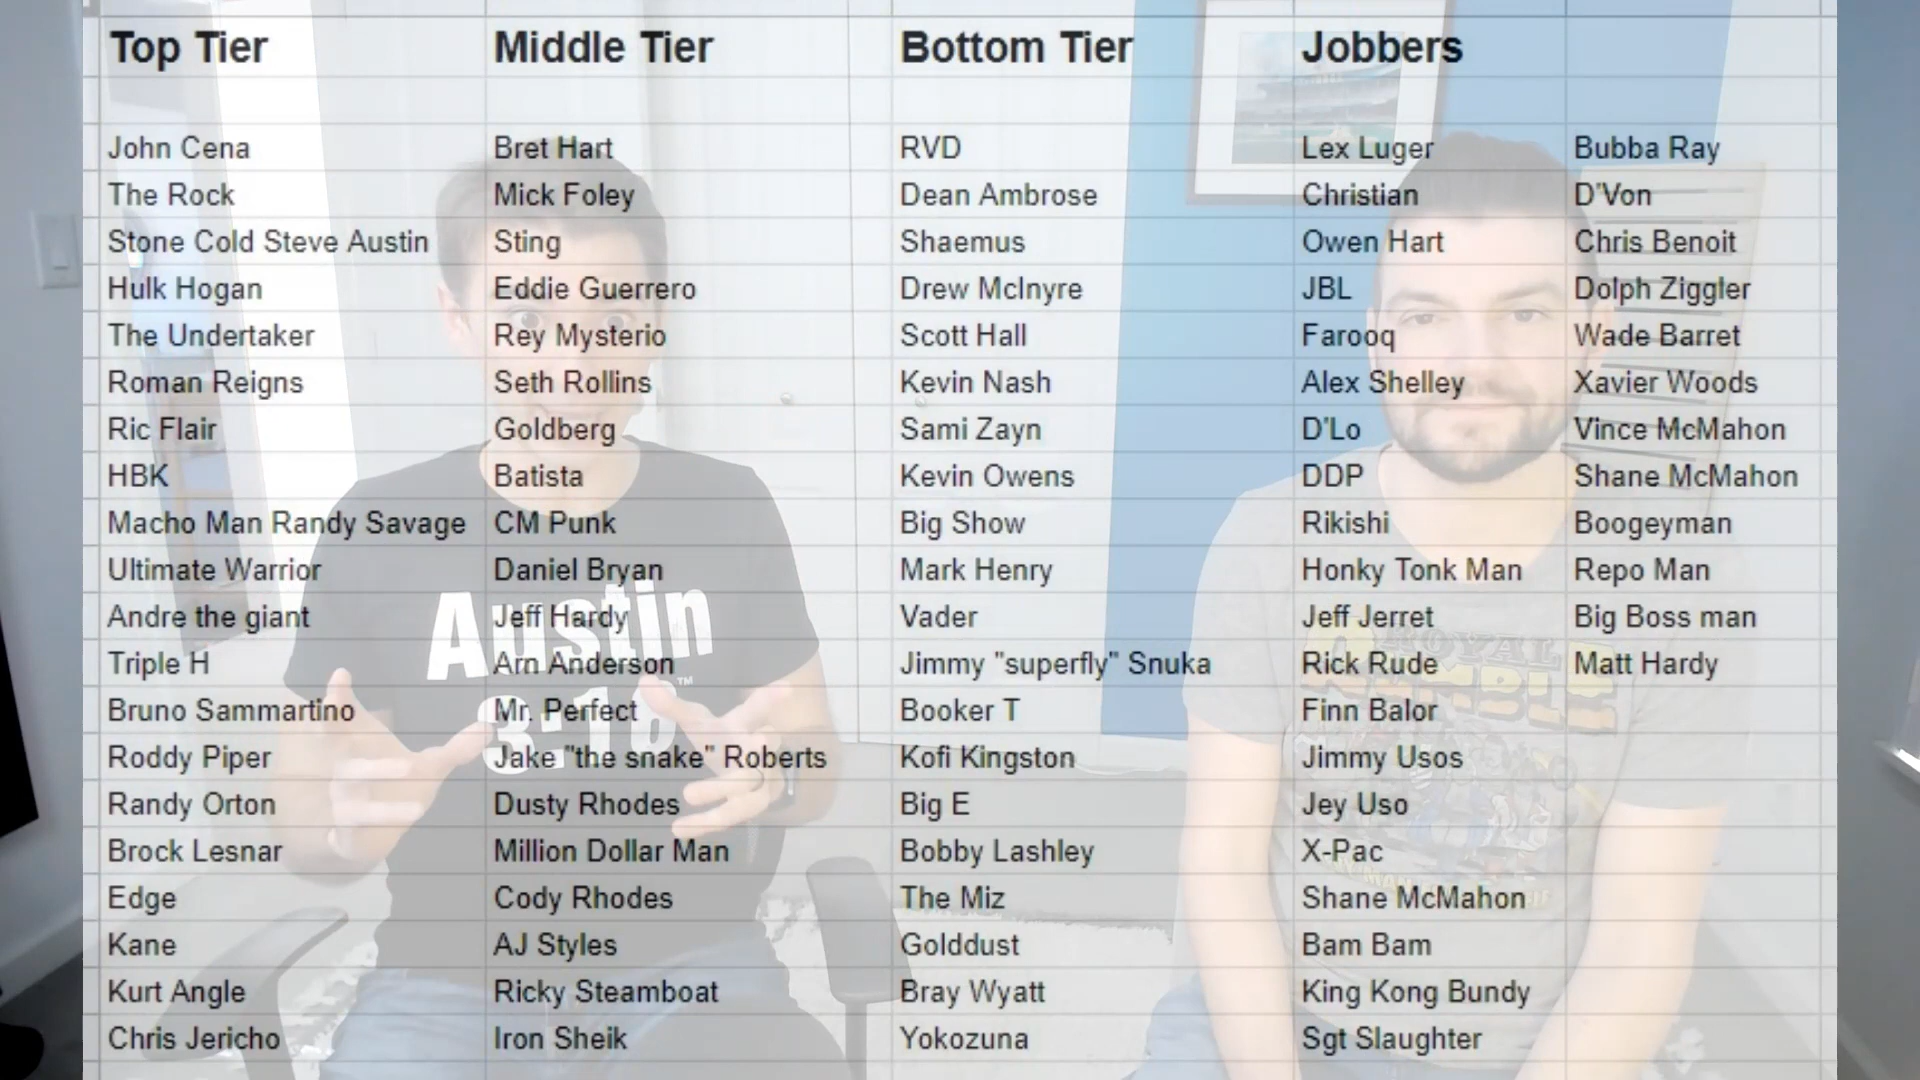 Top Tier Middle Tier Bottom Tier Jobbers
John Cena Bret Hart RVD Lex Luger Bubba Ray
The Rock Mick Foley Dean Ambrose Christian D'Von
Stone Cold Steve Austin Sting Shaemus Owen Hart Chris Benoit
Hulk Hogan Eddie Guerrero Drew McInyre JBL Dolph Ziggler
The Undertaker Rey Mysterio Scott Hall Farooq Wade Barret
Roman Reigns Seth Rollins Kevin Nash Alex Shelley Xavier Woods
Ric Flair Goldberg Sami Zayn D'Lo Vince McMahon
HBK Batista Kevin Owens DDP Shane McMahon
Macho Man Randy Savage CM Punk Big Show Rikishi Boogeyman
Ultimate Warrior Daniel Bryan Mark Henry Honky Tonk Man Repo Man
Andre the giant Jeff Hardy Vader Jeff Jerret Big Boss man
Triple H Arn Anderson Jimmy "superfly" Snuka Rick Rude Matt Hardy
Bruno Sammartino Mr. Perfect Booker T Finn Balor
Roddy Piper Jake "the snake" Roberts Kofi Kingston Jimmy Usos
Randy Orton Dusty Rhodes Big E Jey Uso
Brock Lesnar Million Dollar Man Bobby Lashley X-Pac
Edge Cody Rhodes The Miz Shane McMahon
Kane AJ Styles Golddust Bam Bam
Kurt Angle Ricky Steamboat Bray Wyatt King Kong Bundy
Chris Jericho Iron Sheik Yokozuna Sgt Slaughter
Austin
3:16™
ROYAL
RUMBLE